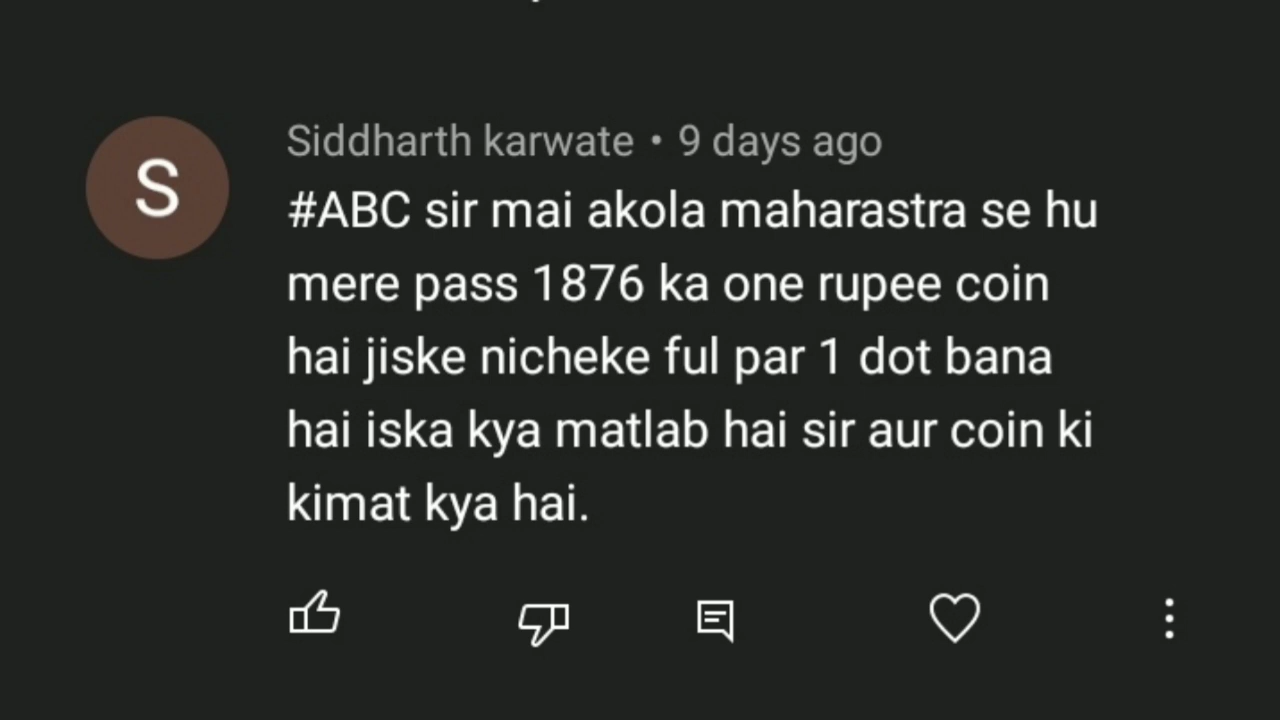 S
Siddharth karwate • 9 days ago
#ABC sir mai akola maharastra se hu
mere pass 1876 ka one rupee coin
hai jiske nicheke ful par 1 dot bana
hai iska kya matlab hai sir aur coin ki
kimat kya hai.